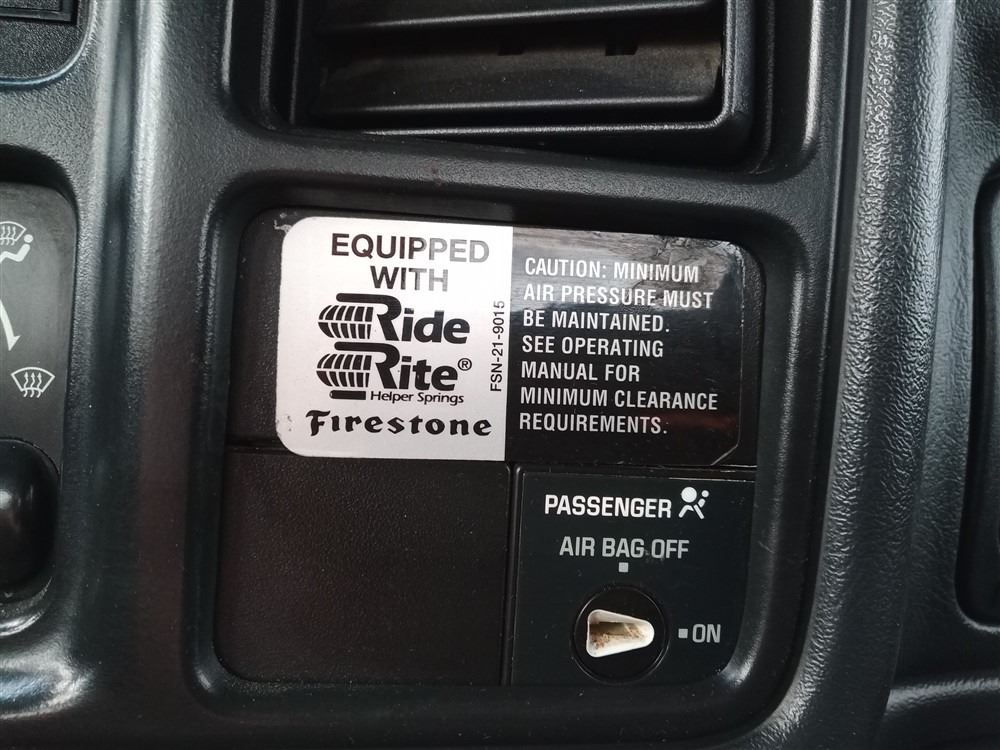 EQUIPPED
WITH
Ride
Rite®
Helper Springs
Firestone
FSN-21-9015
CAUTION: MINIMUM
AIR PRESSURE MUST
BE MAINTAINED.
SEE OPERATING
MANUAL FOR
MINIMUM CLEARANCE
REQUIREMENTS.
PASSENGER
AIR BAG OFF
ON